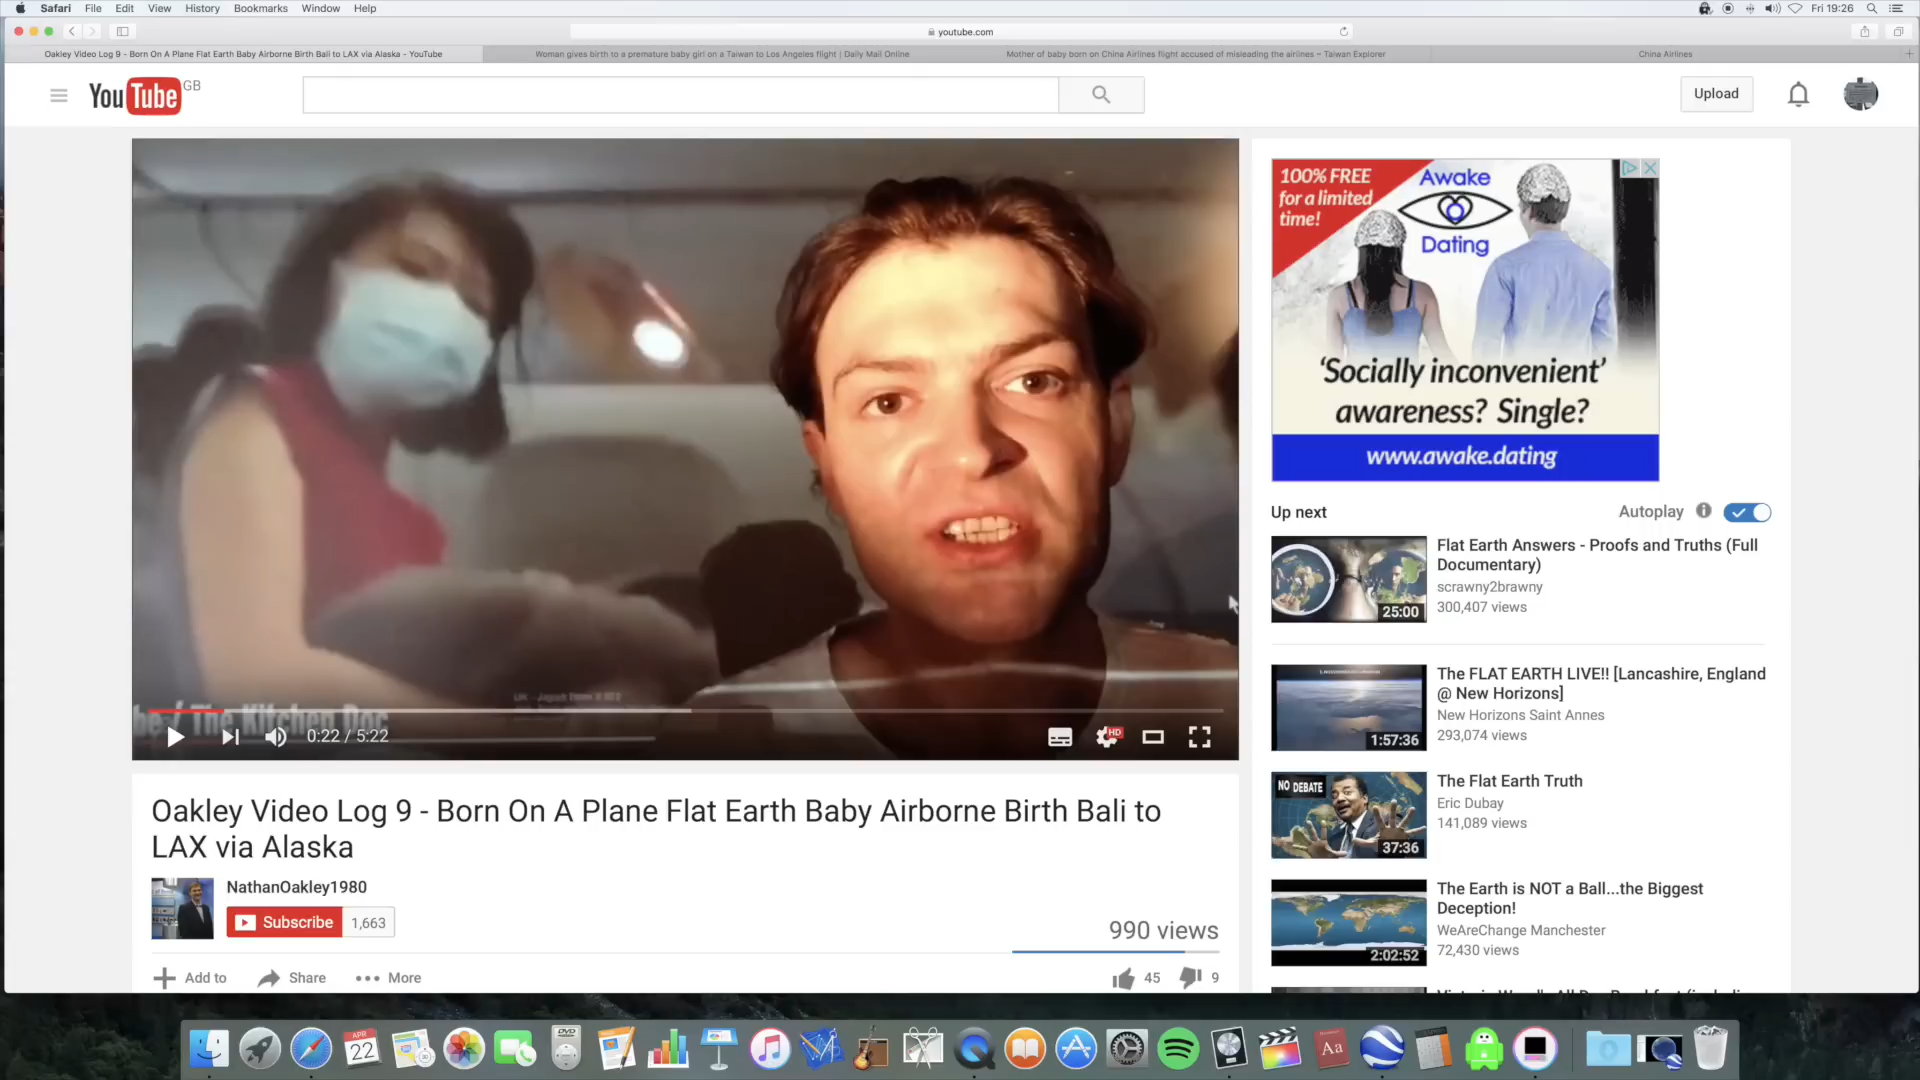 Safari File Edit View History Bookmarks Window Help
Fri 19:26
youtube.com
Oakley Video Log 9 - Born On A Plane Flat Earth Baby Airborne Birth Bali to LAX via Alaska - YouTube
Woman gives birth to a premature baby girl on a Taiwan to Los Angeles flight | Daily Mail Online
Mother of baby born on China Airlines flight accused of misleading the airlines – Taiwan Explorer
China Airlines
YouTube GB
Upload
The Kitchen Doc
0:22 / 5:22
HD
Oakley Video Log 9 - Born On A Plane Flat Earth Baby Airborne Birth Bali to
LAX via Alaska
NathanOakley1980
Subscribe 1,663
990 views
Add to Share More
45 9
100% FREE
for a limited
time!
Awake
Dating
‘Socially inconvenient’
awareness? Single?
www.awake.dating
Up next
Autoplay
Flat Earth Answers - Proofs and Truths (Full
Documentary)
scrawny2brawny
300,407 views
25:00
The FLAT EARTH LIVE!! [Lancashire, England
@ New Horizons]
New Horizons Saint Annes
293,074 views
1:57:36
The Flat Earth Truth
Eric Dubay
141,089 views
NO DEBATE
37:36
The Earth is NOT a Ball...the Biggest
Deception!
WeAreChange Manchester
72,430 views
2:02:52
APR
22
DVD
Aa